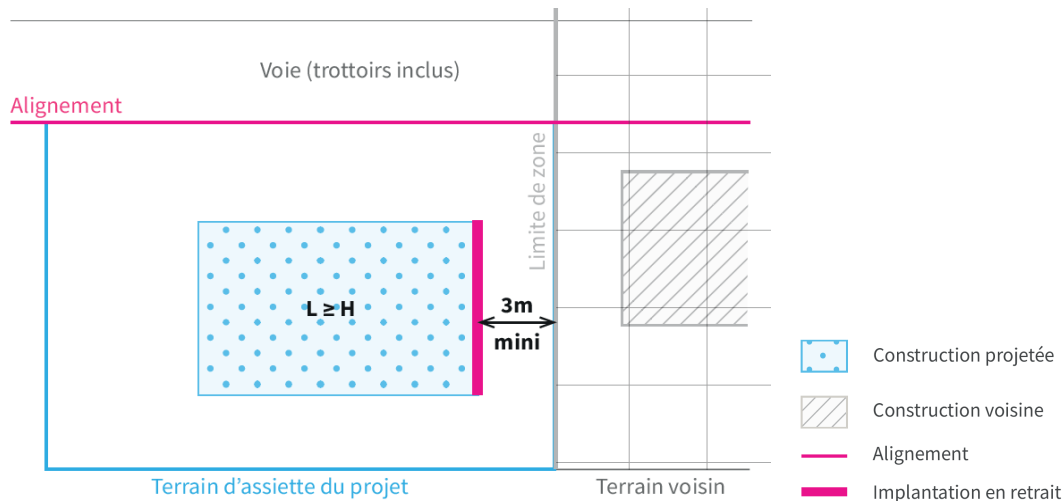 Voie (trottoirs inclus)
Alignement
Limite de zone
L ≥ H
3m
mini
Construction projetée
Construction voisine
Alignement
Implantation en retrait
Terrain d'assiette du projet
Terrain voisin